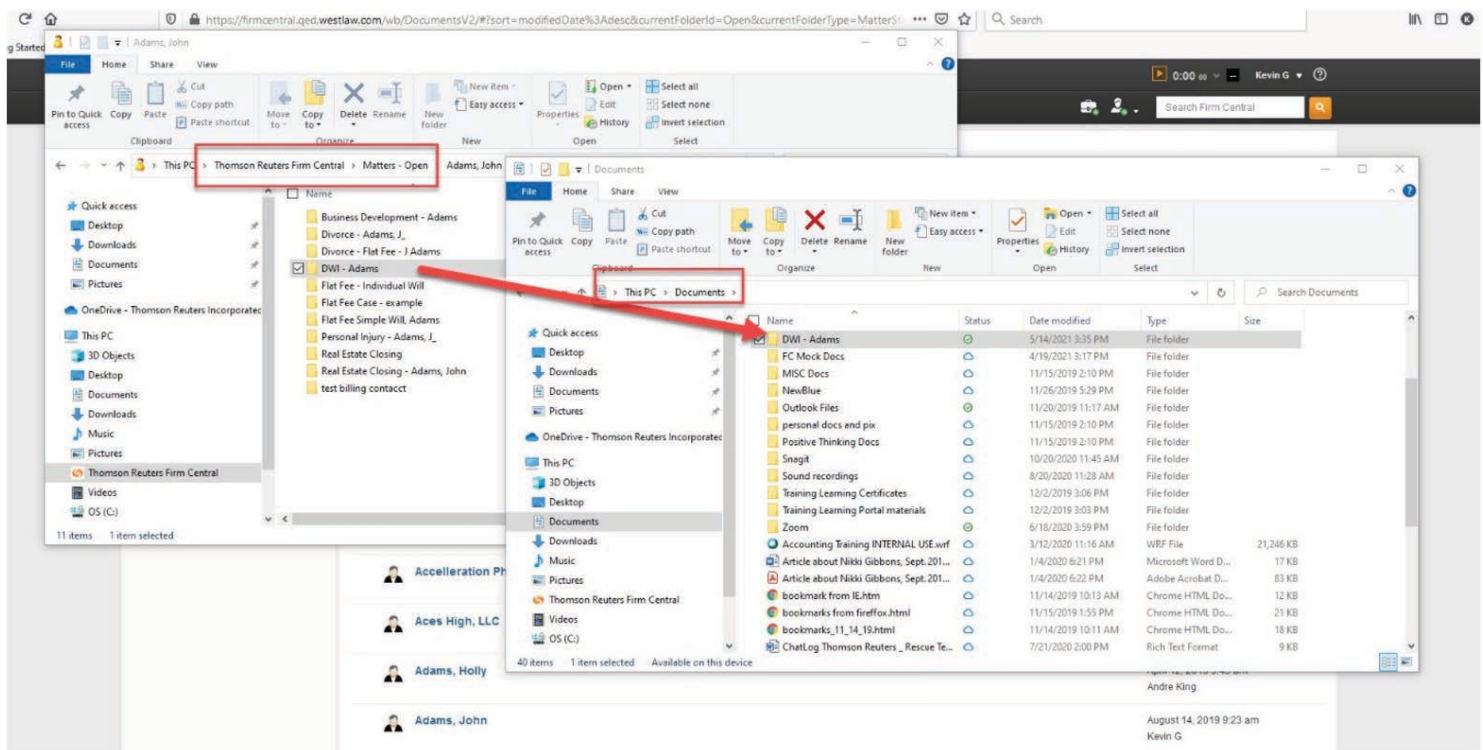 https://firmcentral.qed.westlaw.com/wb/DocumentsV2/#?sort=modifiedDate%3Adesc&currentFolderId=Open&currentFolderType=MatterSt
Search
g Started
Adams, John
File Home Share View
Pin to Quick access
Copy
Paste
Cut
Copy path
Paste shortcut
Move to
Copy to
Delete
Rename
New folder
New item
Easy access
Properties
Open
Edit
History
Select all
Select none
Invert selection
Clipboard
Organize
New
Open
Select
0:00
Kevin G
Search Firm Central
This PC > Thomson Reuters Firm Central > Matters - Open Adams, John
Name
Quick access
Desktop
Downloads
Documents
Pictures
OneDrive - Thomson Reuters Incorporated
This PC
3D Objects
Desktop
Documents
Downloads
Music
Pictures
Thomson Reuters Firm Central
Videos
OS (C:)
Business Development - Adams
Divorce - Adams, J_
Divorce - Flat Fee - J Adams
DWI - Adams
Flat Fee - Individual Will
Flat Fee Case - example
Flat Fee Simple Will, Adams
Personal Injury - Adams, J_
Real Estate Closing
Real Estate Closing - Adams, John
test billing contacct
11 items 1 item selected
Documents
File Home Share View
Pin to Quick access
Copy
Paste
Cut
Copy path
Paste shortcut
Move to
Copy to
Delete
Rename
New folder
New item
Easy access
Properties
Open
Edit
History
Select all
Select none
Invert selection
Clipboard
Organize
New
Open
Select
> This PC > Documents >
Search Documents
Quick access
Desktop
Downloads
Documents
Pictures
OneDrive - Thomson Reuters Incorporated
This PC
3D Objects
Desktop
Documents
Downloads
Music
Pictures
Thomson Reuters Firm Central
Videos
OS (C:)
Name Status Date modified Type Size
DWI - Adams 5/14/2021 3:35 PM File folder
FC Mock Docs 4/19/2021 3:17 PM File folder
MISC Docs 11/15/2019 2:10 PM File folder
NewBlue 11/26/2019 5:29 PM File folder
Outlook Files 11/20/2019 11:17 AM File folder
personal docs and pix 11/15/2019 2:10 PM File folder
Positive Thinking Docs 11/15/2019 2:10 PM File folder
Snagit 10/20/2020 11:45 AM File folder
Sound recordings 8/20/2020 11:28 AM File folder
Training Learning Certificates 12/2/2019 3:06 PM File folder
Training Learning Portal materials 12/2/2019 3:03 PM File folder
Zoom 6/18/2020 3:59 PM File folder
Accounting Training INTERNAL USE.wrf 3/12/2020 11:16 AM WRF File 21,246 KB
Article about Nikki Gibbons, Sept. 201... 1/4/2020 6:21 PM Microsoft Word D... 17 KB
Article about Nikki Gibbons, Sept. 201... 1/4/2020 6:22 PM Adobe Acrobat D... 83 KB
bookmark from IE.htm 11/14/2019 10:13 AM Chrome HTML Do... 12 KB
bookmarks from fireffox.html 11/15/2019 1:55 PM Chrome HTML Do... 21 KB
bookmarks_11_14_19.html 11/14/2019 10:11 AM Chrome HTML Do... 18 KB
ChatLog Thomson Reuters _ Rescue Te... 7/21/2020 2:00 PM Rich Text Format 9 KB
40 items 1 item selected Available on this device
Accelleration Ph
Aces High, LLC
Adams, Holly
Andre King
Adams, John
August 14, 2019 9:23 am
Kevin G